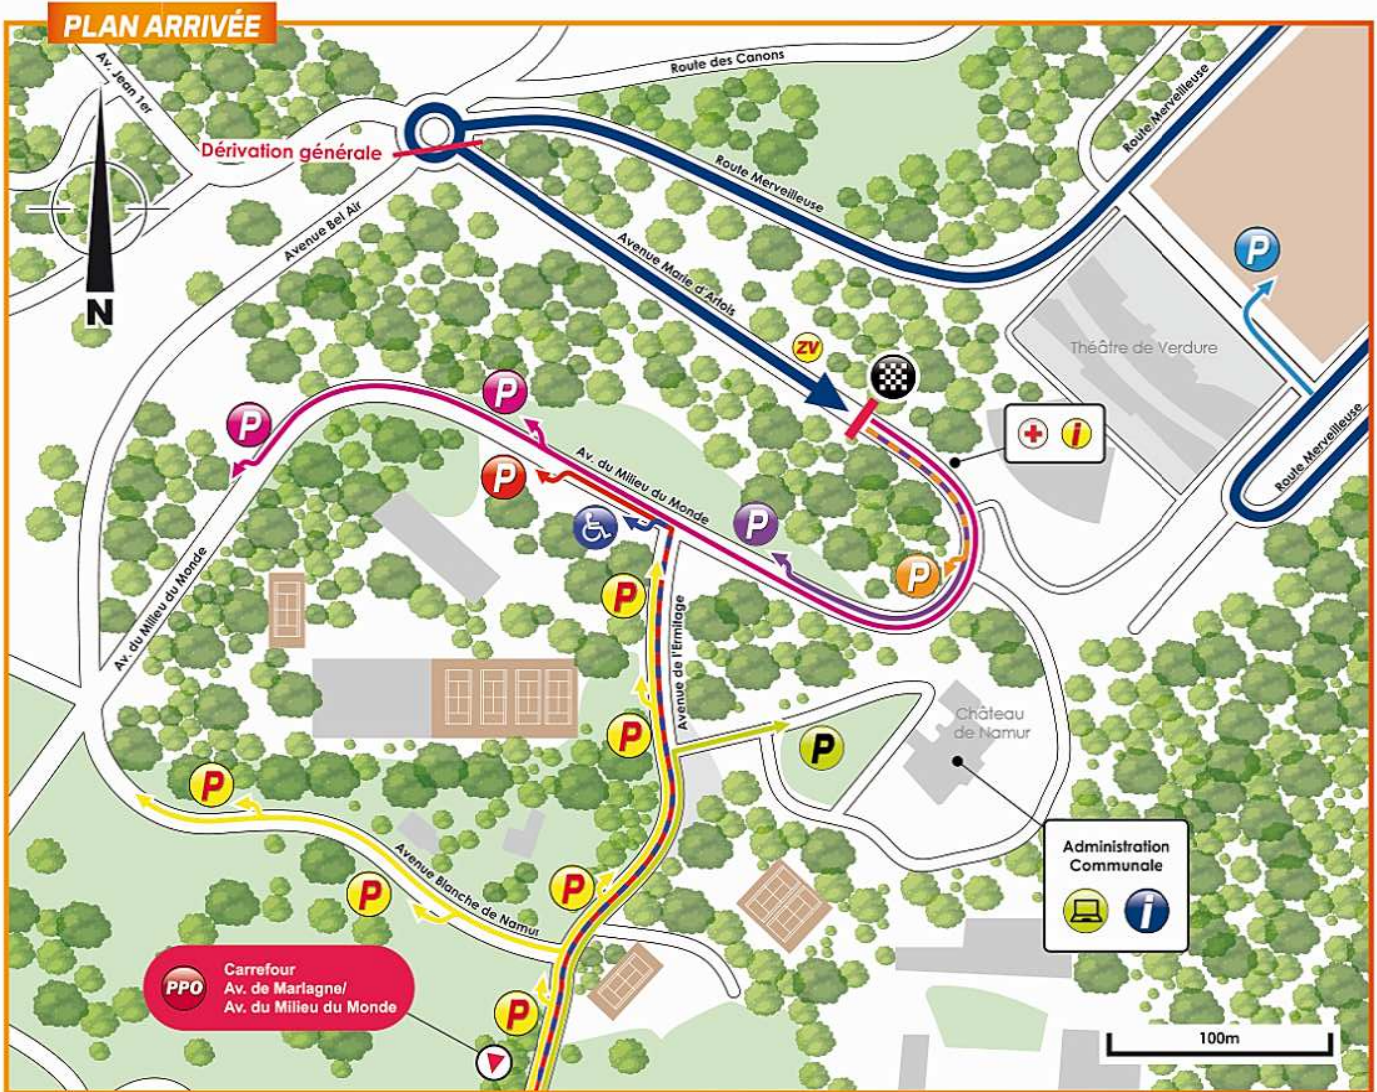 PLAN ARRIVÉE
Av. Jean 1er
Route des Canons
Route Merveilleuse
Dérivation générale
Route Merveilleuse
Avenue Bel Air
P
Avenue Marie d'Artois
N
ZV
Théâtre de Verdure
P
P
i
Route Merveilleuse
Av. du Milieu du Monde
P
P
P
Av. du Milieu du Monde
P
Avenue de l'Ermitage
Château
de Namur
P
P
P
Avenue Blanche de Namur
P
P
Administration
Communale
i
PPO
Carrefour
Av. de Marlagne/
Av. du Milieu du Monde
P
100m